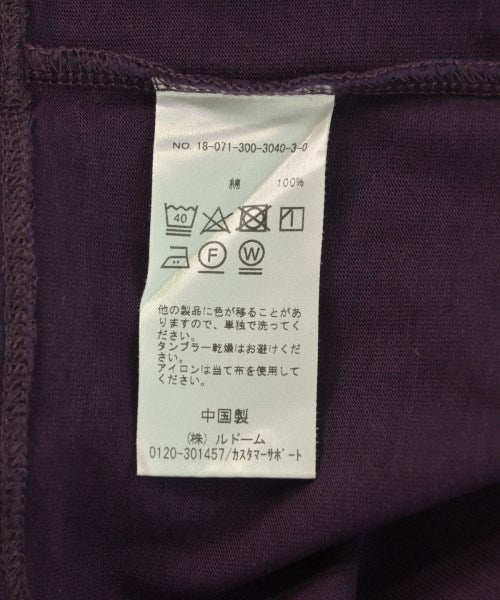 NO. 18-071-300-3040-3-0
綿 100%
40
F W
他の製品に色が移ることがあ
りますので、単独で洗ってく
ださい。
タンブラー乾燥はお避けくだ
さい。
アイロンは当て布を使用して
ください。
中国製
(株) ルドーム
0120-301457/カスタマーサポート